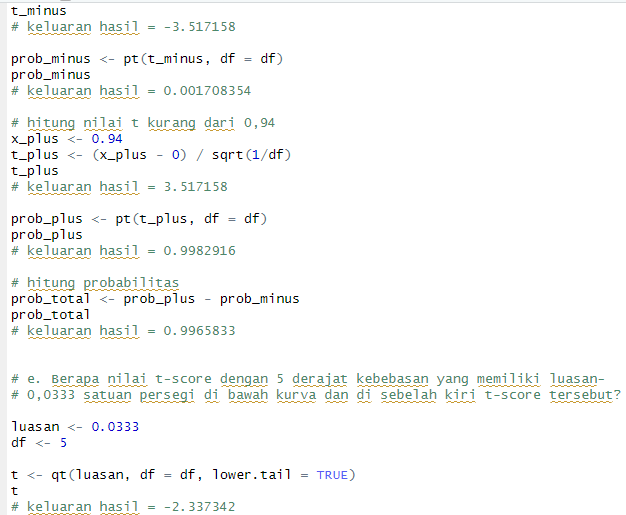 t_minus
# keluaran hasil = -3.517158
prob_minus <- pt(t_minus, df = df)
prob_minus
# keluaran hasil = 0.001708354
# hitung nilai t kurang dari 0,94
x_plus <- 0.94
t_plus <- (x_plus - 0) / sqrt(1/df)
t_plus
# keluaran hasil = 3.517158
prob_plus <- pt(t_plus, df = df)
prob_plus
# keluaran hasil = 0.9982916
# hitung probabilitas
prob_total <- prob_plus - prob_minus
prob_total
# keluaran hasil = 0.9965833
# e. Berapa nilai t-score dengan 5 derajat kebebasan yang memiliki luasan-
# 0,0333 satuan persegi di bawah kurva dan di sebelah kiri t-score tersebut?
luasan <- 0.0333
df <- 5
t <- qt(luasan, df = df, lower.tail = TRUE)
t
# keluaran hasil = -2.337342